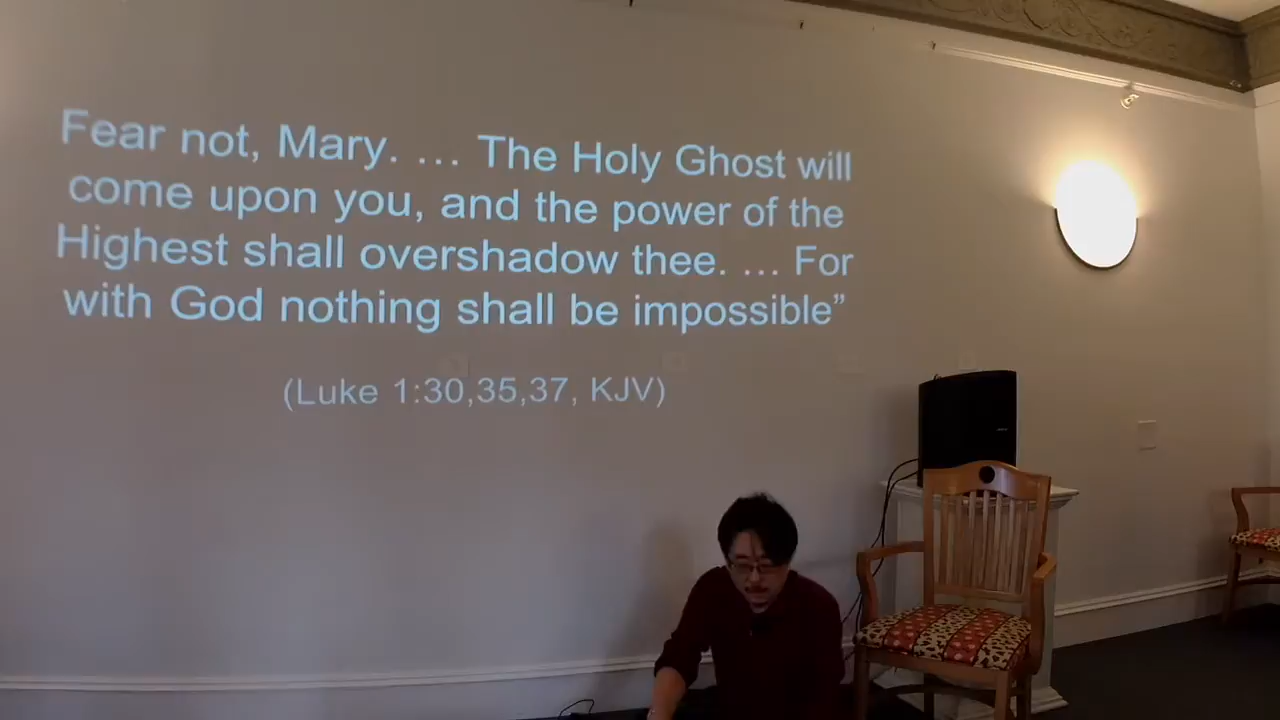 Fear not, Mary. … The Holy Ghost will
come upon you, and the power of the
Highest shall overshadow thee. … For
with God nothing shall be impossible”
(Luke 1:30,35,37, KJV)